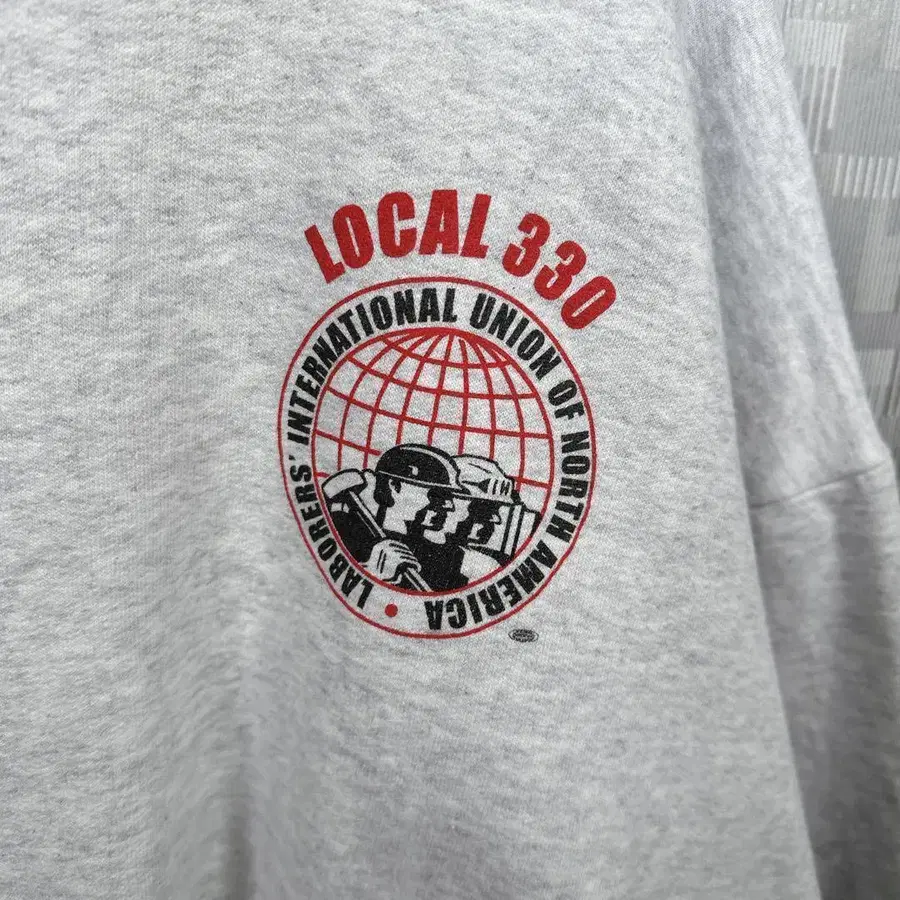 LOCAL 330
LABORERS' INTERNATIONAL UNION OF NORTH AMERICA